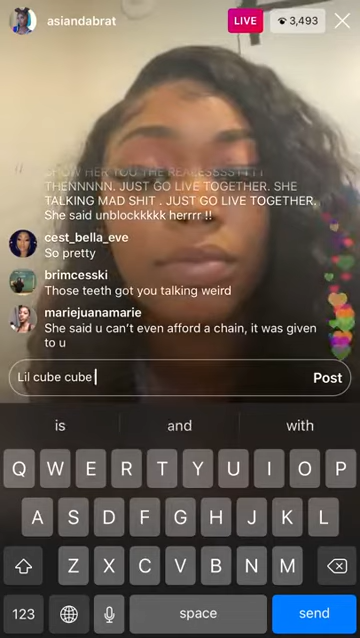 asiandabrat
LIVE
3,493
SHOW HER YOU THE
THENNNNN. JUST GO LIVE TOGETHER. SHE
TALKING MAD SHIT . JUST GO LIVE TOGETHER.
She said unblockkkkk herrrr !!
cest_bella_eve
So pretty
brimcesski
Those teeth got you talking weird
mariejuanamarie
She said u can't even afford a chain, it was given
to u
Lil cube cube
Post
is and with
Q W E R T Y U I O P
A S D F G H J K L
Z X C V B N M
123 space send